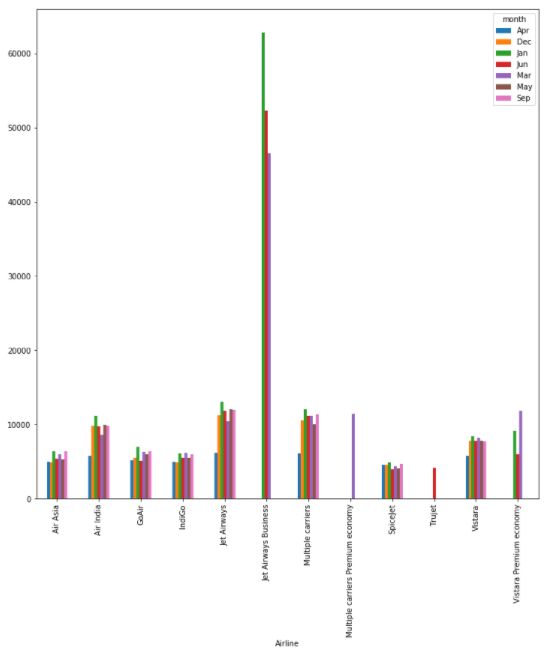 month
Apr
Dec
Jan
Jun
Mar
May
Sep
60000
50000
40000
30000
20000
10000
0
Air Asia
Air India
GoAir
IndiGo
Jet Airways
Jet Airways Business
Multiple carriers
Multiple carriers Premium economy
SpiceJet
Trujet
Vistara
Vistara Premium economy
Airline